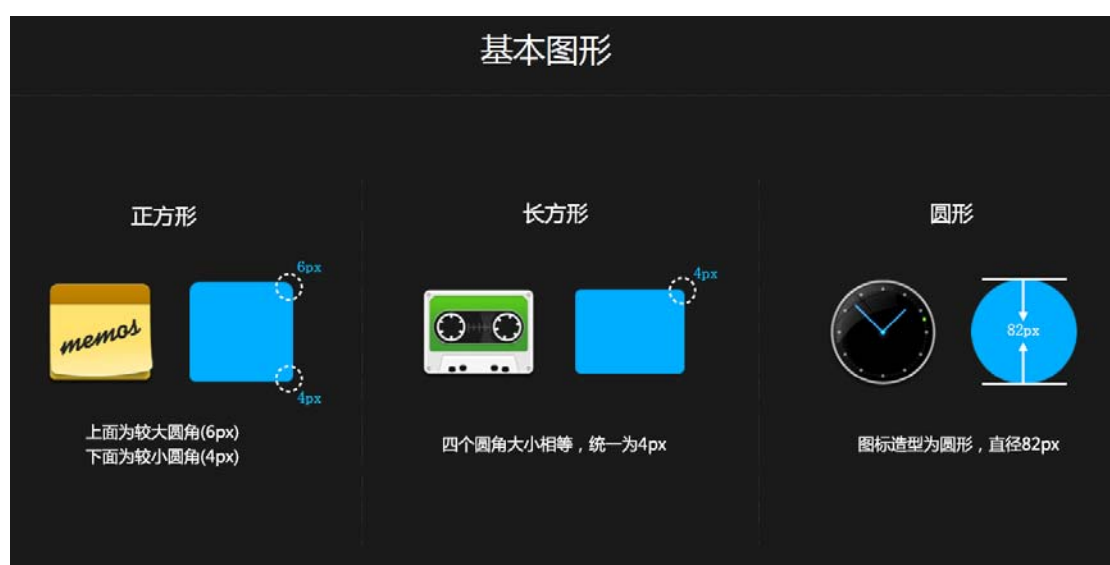 基本图形
正方形
6px
memos
4px
上面为较大圆角(6px)
下面为较小圆角(4px)
长方形
4px
四个圆角大小相等，统一为4px
圆形
82px
图标造型为圆形，直径82px